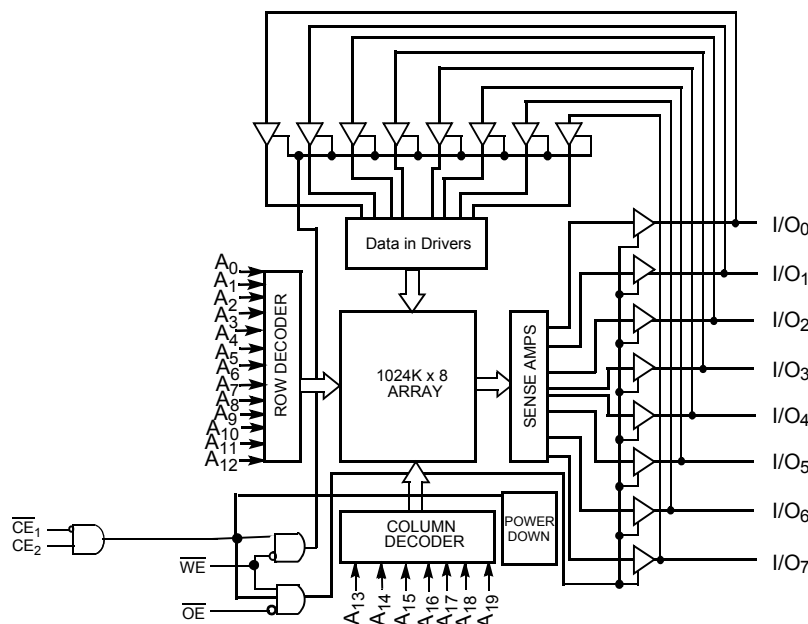 Data in Drivers
I/O0
I/O1
I/O2
I/O3
I/O4
I/O5
I/O6
I/O7
A0
A1
A2
A3
A3
A4
A5
A6
A7
A8
A9
A10
A11
A12
ROW DECODER
1024K x 8
ARRAY
SENSE AMPS
COLUMN
DECODER
POWER
DOWN
CE1
CE2
WE
OE
A13
A14
A15
A16
A17
A18
A19